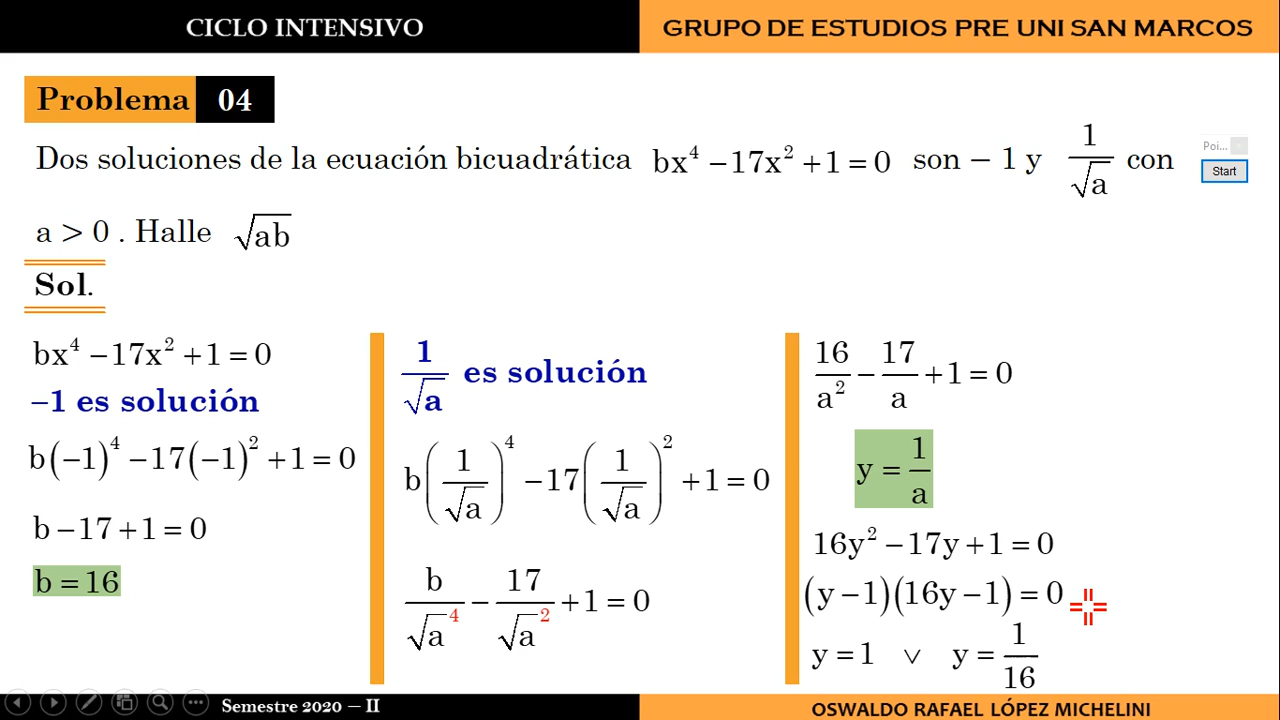 CICLO INTENSIVO
GRUPO DE ESTUDIOS PRE UNI SAN MARCOS
Problema 04
Dos soluciones de la ecuación bicuadrática bx⁴ − 17x² + 1 = 0 son − 1 y 1/√a con
a > 0 . Halle √ab
Poi...
Start
Sol.
bx⁴ − 17x² + 1 = 0
−1 es solución
b(−1)⁴ − 17(−1)² + 1 = 0
b − 17 + 1 = 0
b = 16
1/√a es solución
b(1/√a)⁴ − 17(1/√a)² + 1 = 0
b/√a⁴ − 17/√a² + 1 = 0
16/a² − 17/a + 1 = 0
y = 1/a
16y² − 17y + 1 = 0
(y − 1)(16y − 1) = 0
y = 1 ∨ y = 1/16
Semestre 2020 – II
OSWALDO RAFAEL LÓPEZ MICHELINI